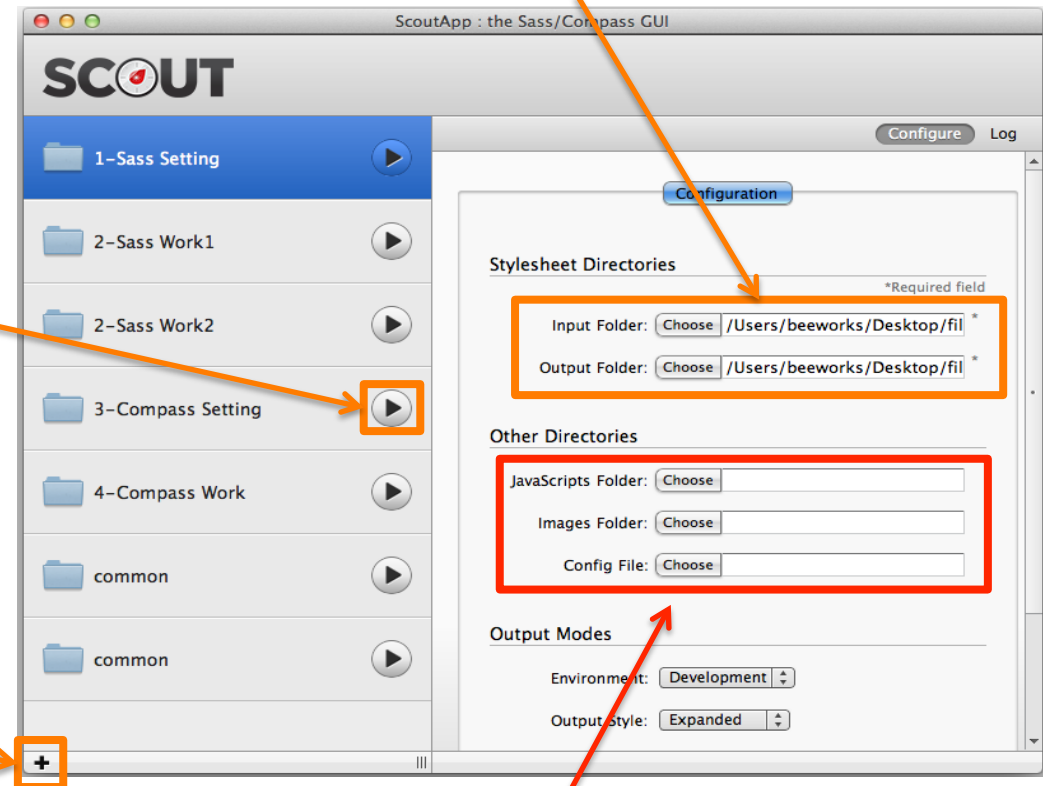 ScoutApp : the Sass/Compass GUI
SCOUT
Configure Log
1-Sass Setting
2-Sass Work1
2-Sass Work2
3-Compass Setting
4-Compass Work
common
common
Configuration
Stylesheet Directories
*Required field
Input Folder: Choose /Users/beeworks/Desktop/fil *
Output Folder: Choose /Users/beeworks/Desktop/fil *
Other Directories
JavaScripts Folder: Choose
Images Folder: Choose
Config File: Choose
Output Modes
Environment: Development
Output Style: Expanded